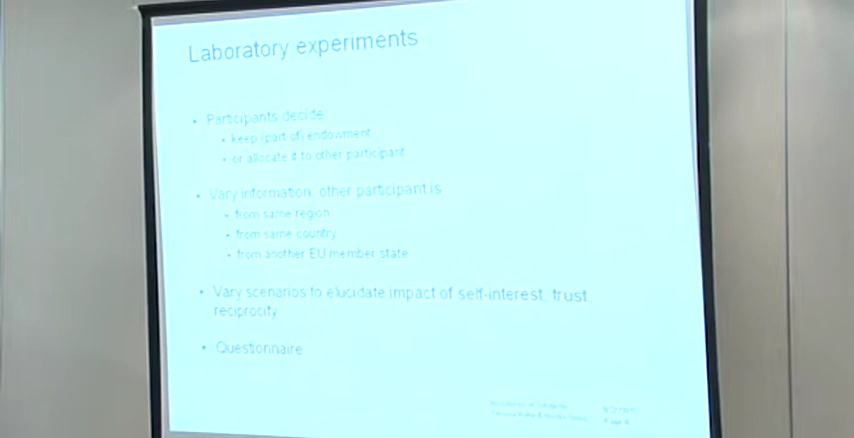 Laboratory experiments
• Participants decide:
• keep (part of) endowment
• or allocate it to other participant
• Vary information: other participant is
• from same region
• from same country
• from another EU member state
• Vary scenarios to elucidate impact of self-interest, trust,
reciprocity
• Questionnaire